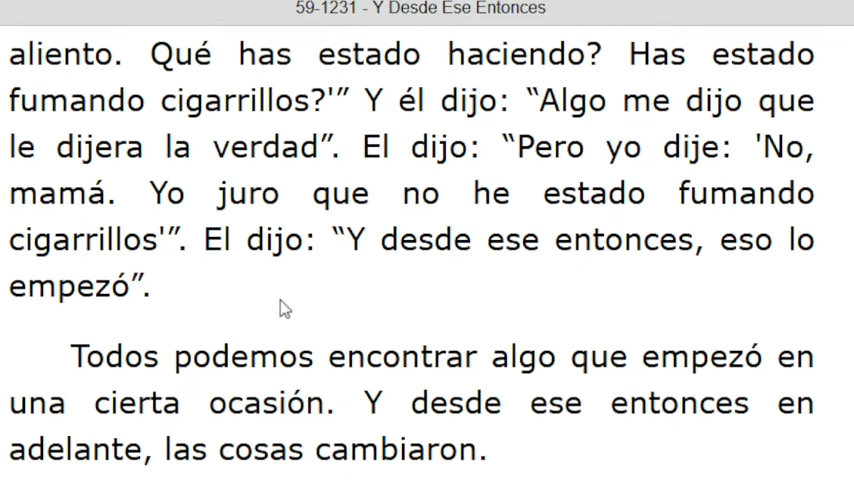 59-1231 - Y Desde Ese Entonces
aliento. Qué has estado haciendo? Has estado
fumando cigarrillos?'” Y él dijo: “Algo me dijo que
le dijera la verdad”. El dijo: “Pero yo dije: 'No,
mamá. Yo juro que no he estado fumando
cigarrillos'”. El dijo: “Y desde ese entonces, eso lo
empezó”.
Todos podemos encontrar algo que empezó en
una cierta ocasión. Y desde ese entonces en
adelante, las cosas cambiaron.